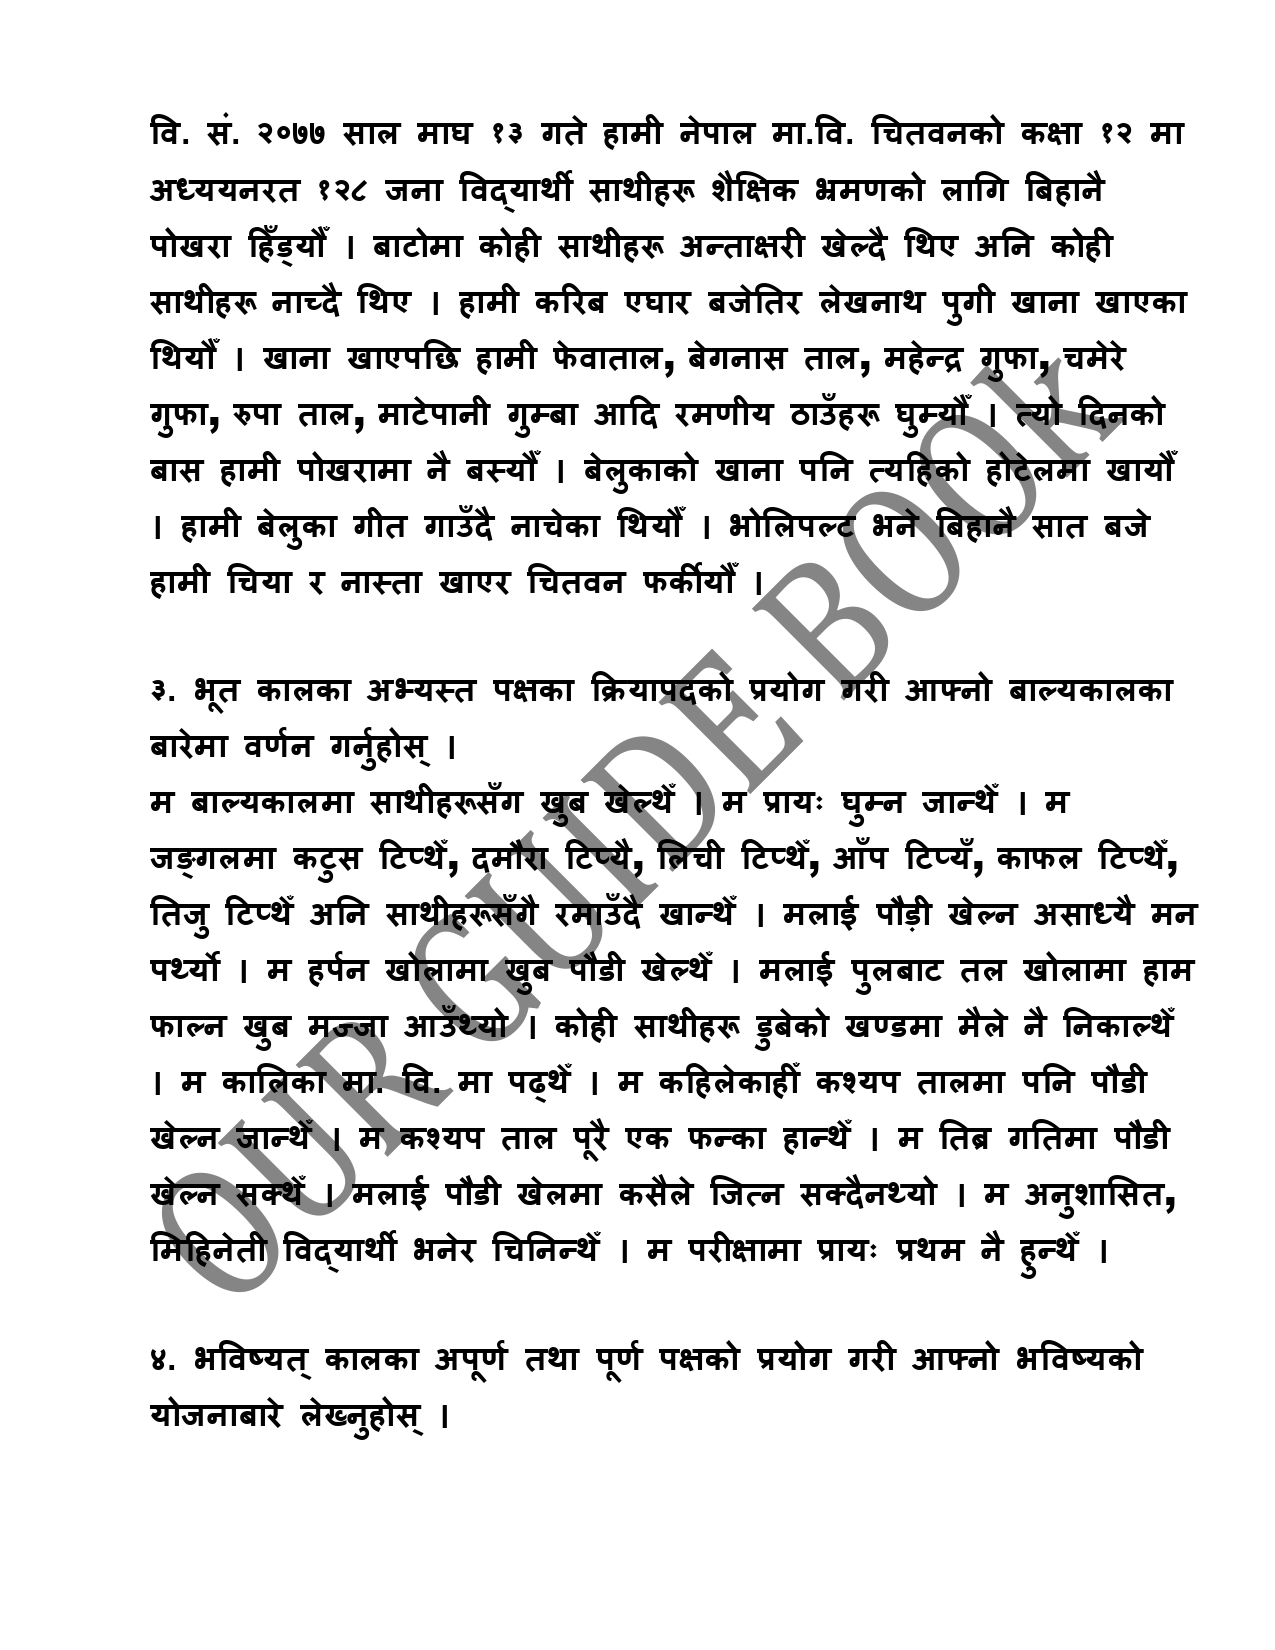 वि. सं. २०७७ साल माघ १३ गते हामी नेपाल मा.वि. चितवनको कक्षा १२ मा
अध्ययनरत १२८ जना विद्‌यार्थी साथीहरू शैक्षिक भ्रमणको लागि बिहानै
पोखरा हिँड्‌यौँ । बाटोमा कोही साथीहरू अन्ताक्षरी खेल्दै थिए अनि कोही
साथीहरू नाच्दै थिए । हामी करिब एघार बजेतिर लेखनाथ पुगी खाना खाएका
थियौँ । खाना खाएपछि हामी फेवाताल, बेगनास ताल, महेन्द्र गुफा, चमेरे
गुफा, रुपा ताल, माटेपानी गुम्बा आदि रमणीय ठाउँहरू घुम्यौँ । त्यो दिनको
बास हामी पोखरामा नै बस्यौँ । बेलुकाको खाना पनि त्यहिको होटेलमा खायौँ
। हामी बेलुका गीत गाउँदै नाचेका थियौँ । भोलिपल्ट भने बिहानै सात बजे
हामी चिया र नास्ता खाएर चितवन फर्कीयौँ ।
३. भूत कालका अभ्यस्त पक्षका क्रियापदको प्रयोग गरी आफ्नो बाल्यकालका
बारेमा वर्णन गर्नुहोस् ।
म बाल्यकालमा साथीहरूसँग खुब खेल्थेँ । म प्रायः घुम्न जान्थेँ । म
जङ्‌गलमा कटुस टिप्थेँ, दमौरा टिप्यै, लिची टिप्थेँ, आँप टिप्यँ, काफल टिप्थेँ,
तिजु टिप्थेँ अनि साथीहरूसँगै रमाउँदै खान्थेँ । मलाई पौड़ी खेल्न असाध्यै मन
पर्थ्यो । म हर्पन खोलामा खुब पौडी खेल्थेँ । मलाई पुलबाट तल खोलामा हाम
फाल्न खुब मज्जा आउँथ्यो । कोही साथीहरू डुबेको खण्डमा मैले नै निकाल्थेँ
। म कालिका मा. वि. मा पढ्‌थेँ । म कहिलेकाहीँ कश्यप तालमा पनि पौडी
खेल्न जान्थेँ । म कश्यप ताल पूरै एक फन्का हान्थेँ । म तिब्र गतिमा पौडी
खेल्न सक्थेँ । मलाई पौडी खेलमा कसैले जित्न सक्दैनथ्यो । म अनुशासित,
मिहिनेती विद्‌यार्थी भनेर चिनिन्थेँ । म परीक्षामा प्रायः प्रथम नै हुन्थेँ ।
४. भविष्यत् कालका अपूर्ण तथा पूर्ण पक्षको प्रयोग गरी आफ्नो भविष्यको
योजनाबारे लेख्नुहोस् ।
OUR GUIDE BOOK